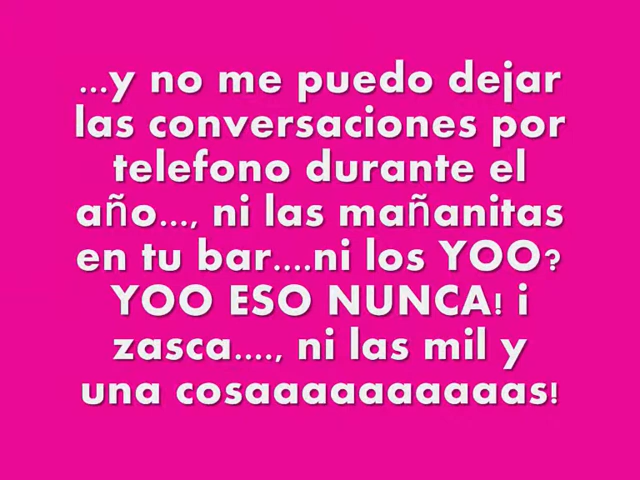 ...y no me puedo dejar
las conversaciones por
telefono durante el
año..., ni las mañanitas
en tu bar....ni los YOO?
YOO ESO NUNCA! i
zasca...., ni las mil y
una cosaaaaaaaaaaas!